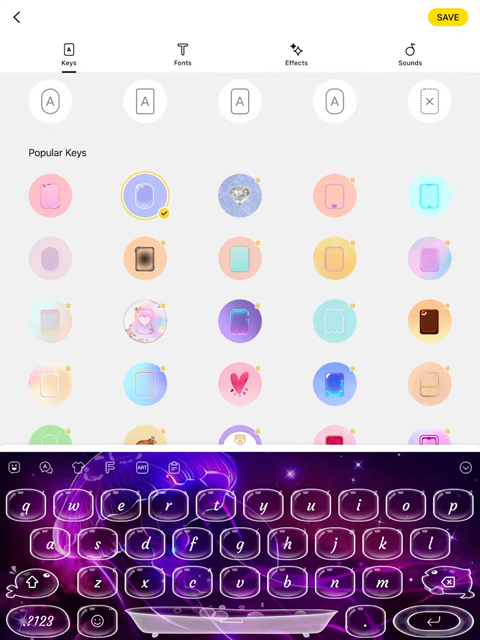 SAVE
Keys Fonts Effects Sounds
A A A A
Popular Keys
A F ART
q w e r t y u i o p
a s d f g h j k l
z x c v b n m
.?123 .